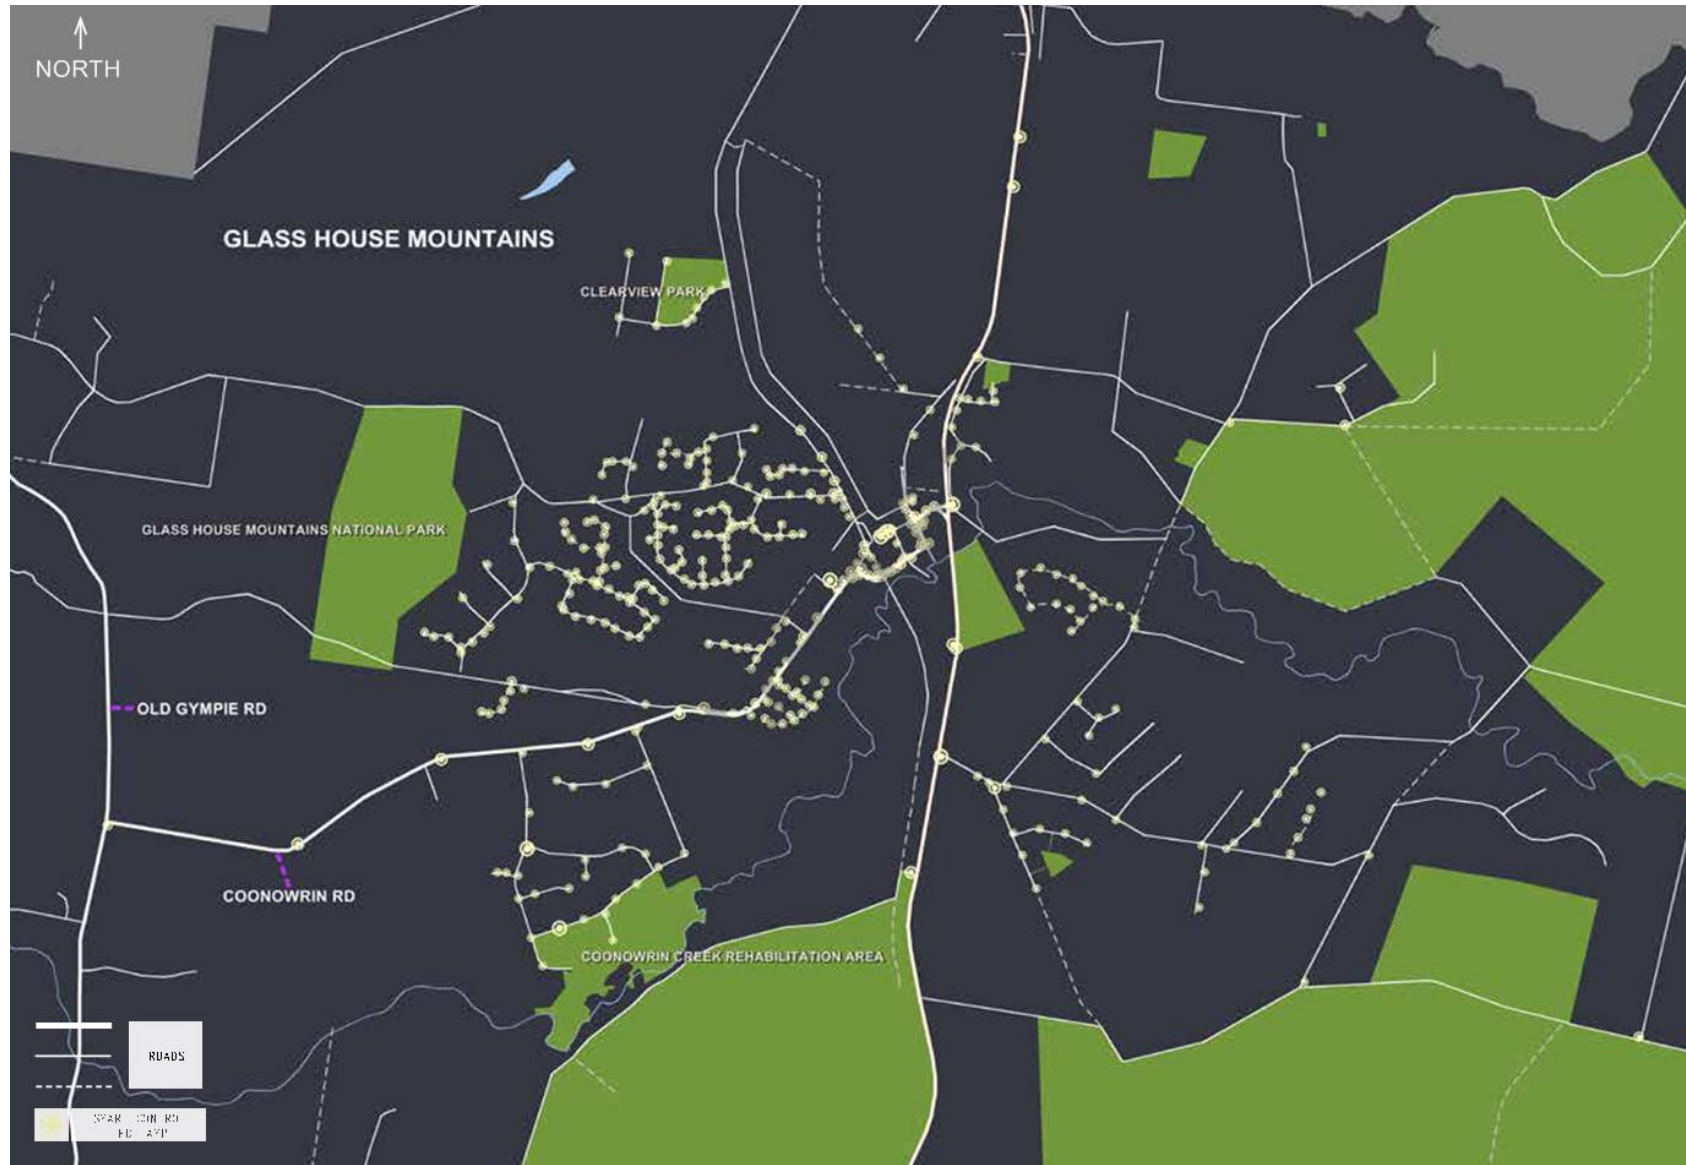 NORTH
GLASS HOUSE MOUNTAINS
CLEARVIEW PARK
GLASS HOUSE MOUNTAINS NATIONAL PARK
OLD GYMPIE RD
COONOWRIN RD
COONOWRIN CREEK REHABILITATION AREA
ROADS